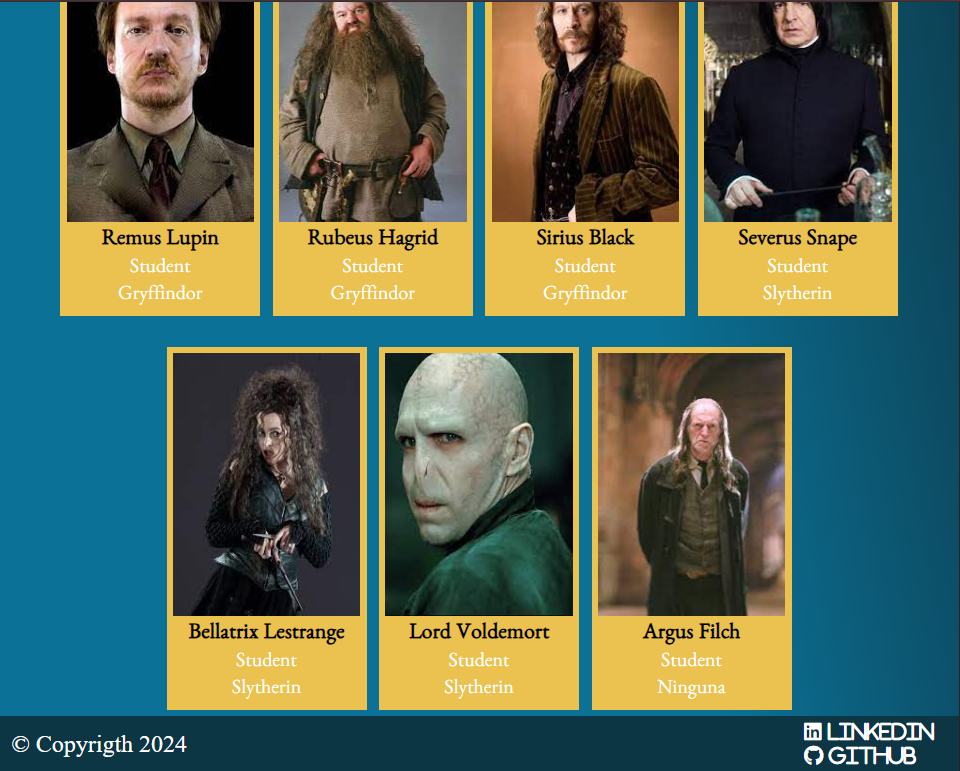 Remus Lupin
Student
Gryffindor
Rubeus Hagrid
Student
Gryffindor
Sirius Black
Student
Gryffindor
Severus Snape
Student
Slytherin
Bellatrix Lestrange
Student
Slytherin
Lord Voldemort
Student
Slytherin
Argus Filch
Student
Ninguna
© Copyrigth 2024
in LINKEDIN
GITHUB